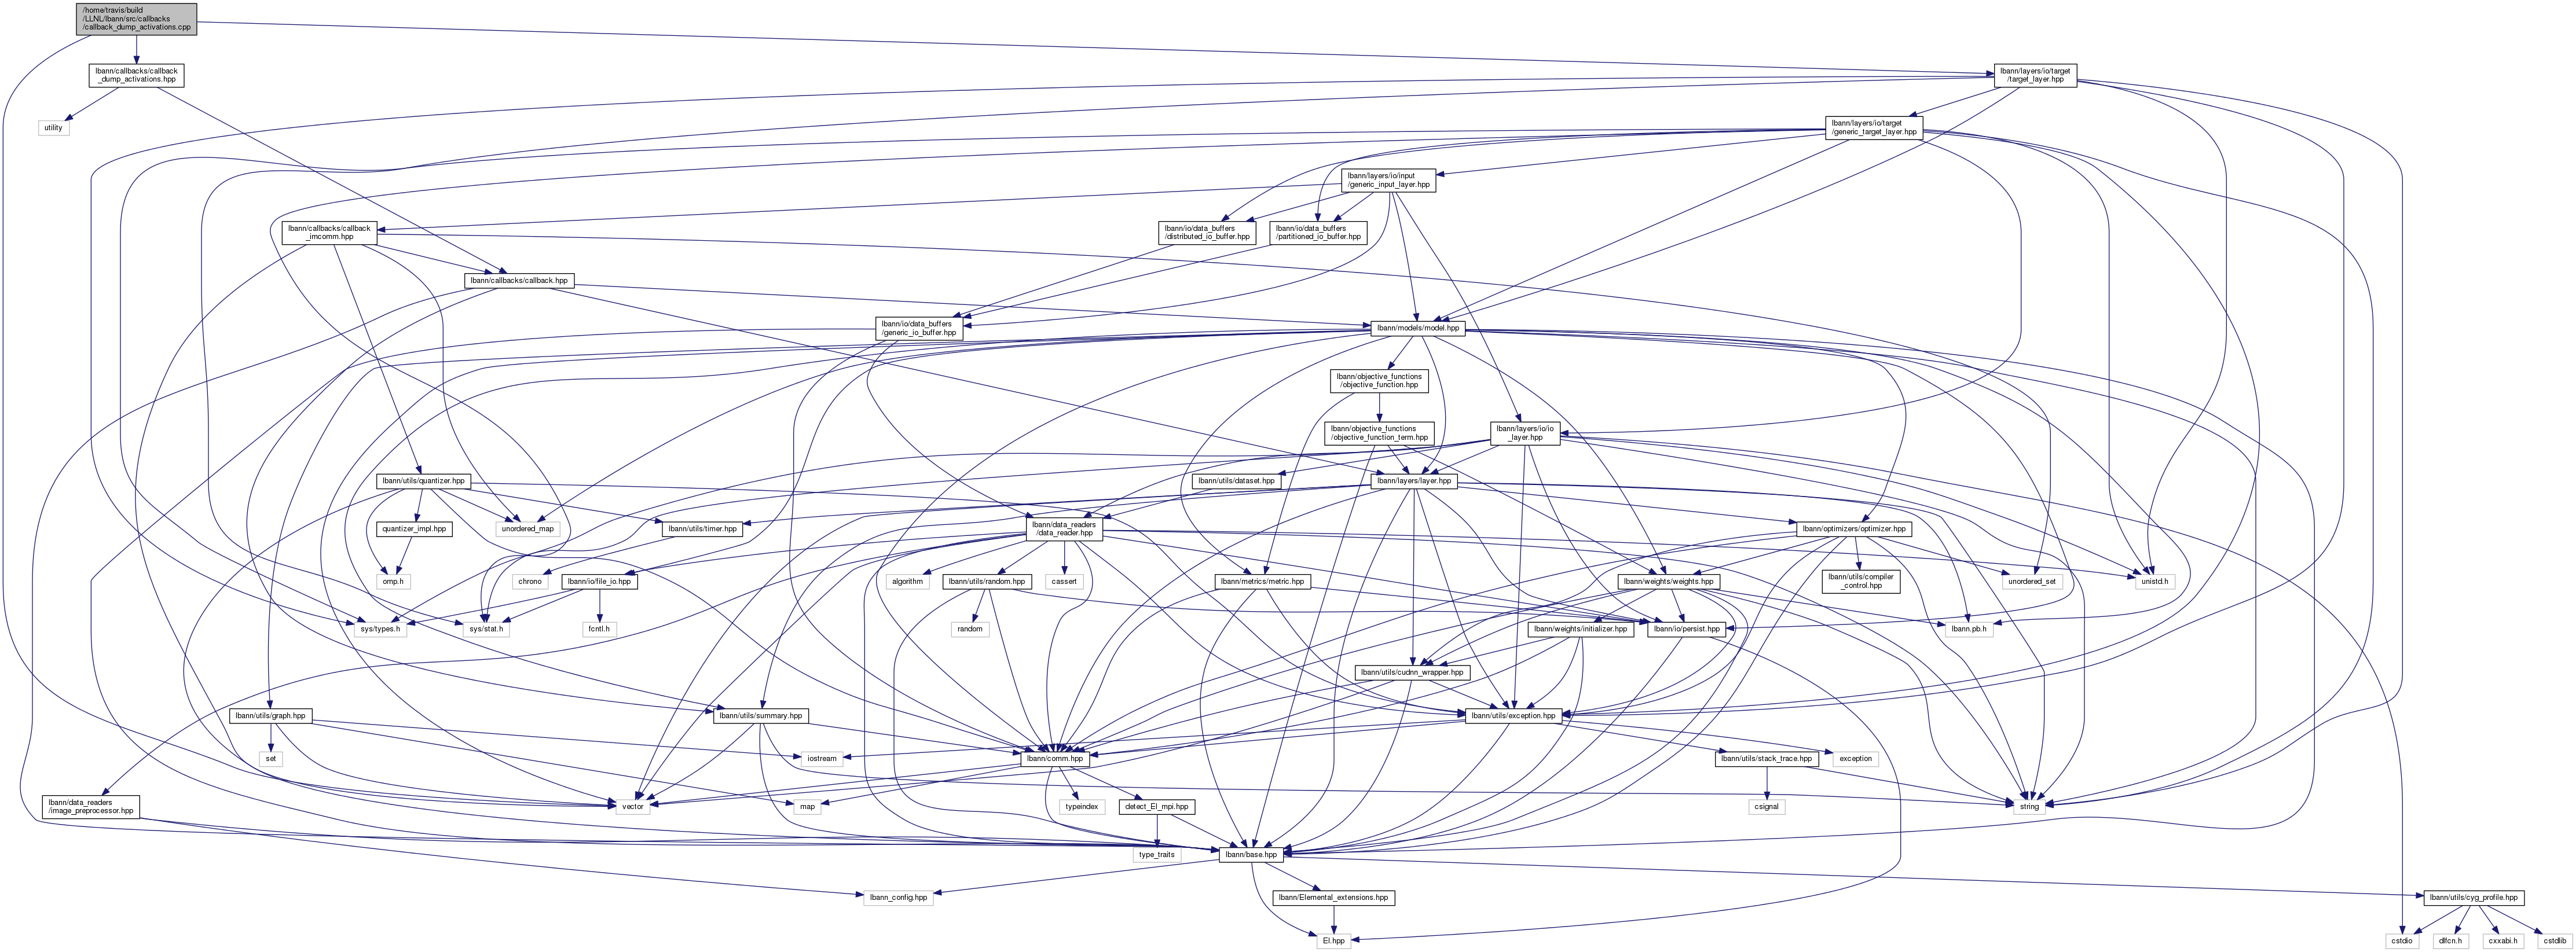 /home/travis/build
/LLNL/lbann/src/callbacks
/callback_dump_activations.cpp
lbann/callbacks/callback
_dump_activations.hpp
lbann/layers/io/target
/target_layer.hpp
utility
lbann/layers/io/target
/generic_target_layer.hpp
lbann/layers/io/input
/generic_input_layer.hpp
lbann/callbacks/callback
_imcomm.hpp
lbann/io/data_buffers
/distributed_io_buffer.hpp
lbann/io/data_buffers
/partitioned_io_buffer.hpp
lbann/callbacks/callback.hpp
lbann/io/data_buffers
/generic_io_buffer.hpp
lbann/models/model.hpp
lbann/objective_functions
/objective_function.hpp
lbann/objective_functions
/objective_function_term.hpp
lbann/layers/io/io
_layer.hpp
lbann/utils/quantizer.hpp
lbann/utils/dataset.hpp
lbann/layers/layer.hpp
quantizer_impl.hpp
unordered_map
lbann/utils/timer.hpp
lbann/data_readers
/data_reader.hpp
lbann/optimizers/optimizer.hpp
omp.h
chrono
lbann/io/file_io.hpp
algorithm
lbann/utils/random.hpp
cassert
lbann/metrics/metric.hpp
lbann/weights/weights.hpp
lbann/utils/compiler
_control.hpp
unordered_set
unistd.h
sys/types.h
sys/stat.h
fcntl.h
random
lbann/weights/initializer.hpp
lbann/io/persist.hpp
lbann.pb.h
lbann/utils/cudnn_wrapper.hpp
lbann/utils/graph.hpp
lbann/utils/summary.hpp
lbann/utils/exception.hpp
set
iostream
lbann/comm.hpp
lbann/utils/stack_trace.hpp
exception
lbann/data_readers
/image_preprocessor.hpp
vector
map
typeindex
detect_El_mpi.hpp
csignal
string
type_traits
lbann/base.hpp
lbann_config.hpp
lbann/Elemental_extensions.hpp
lbann/utils/cyg_profile.hpp
El.hpp
cstdio
dlfcn.h
cxxabi.h
cstdlib